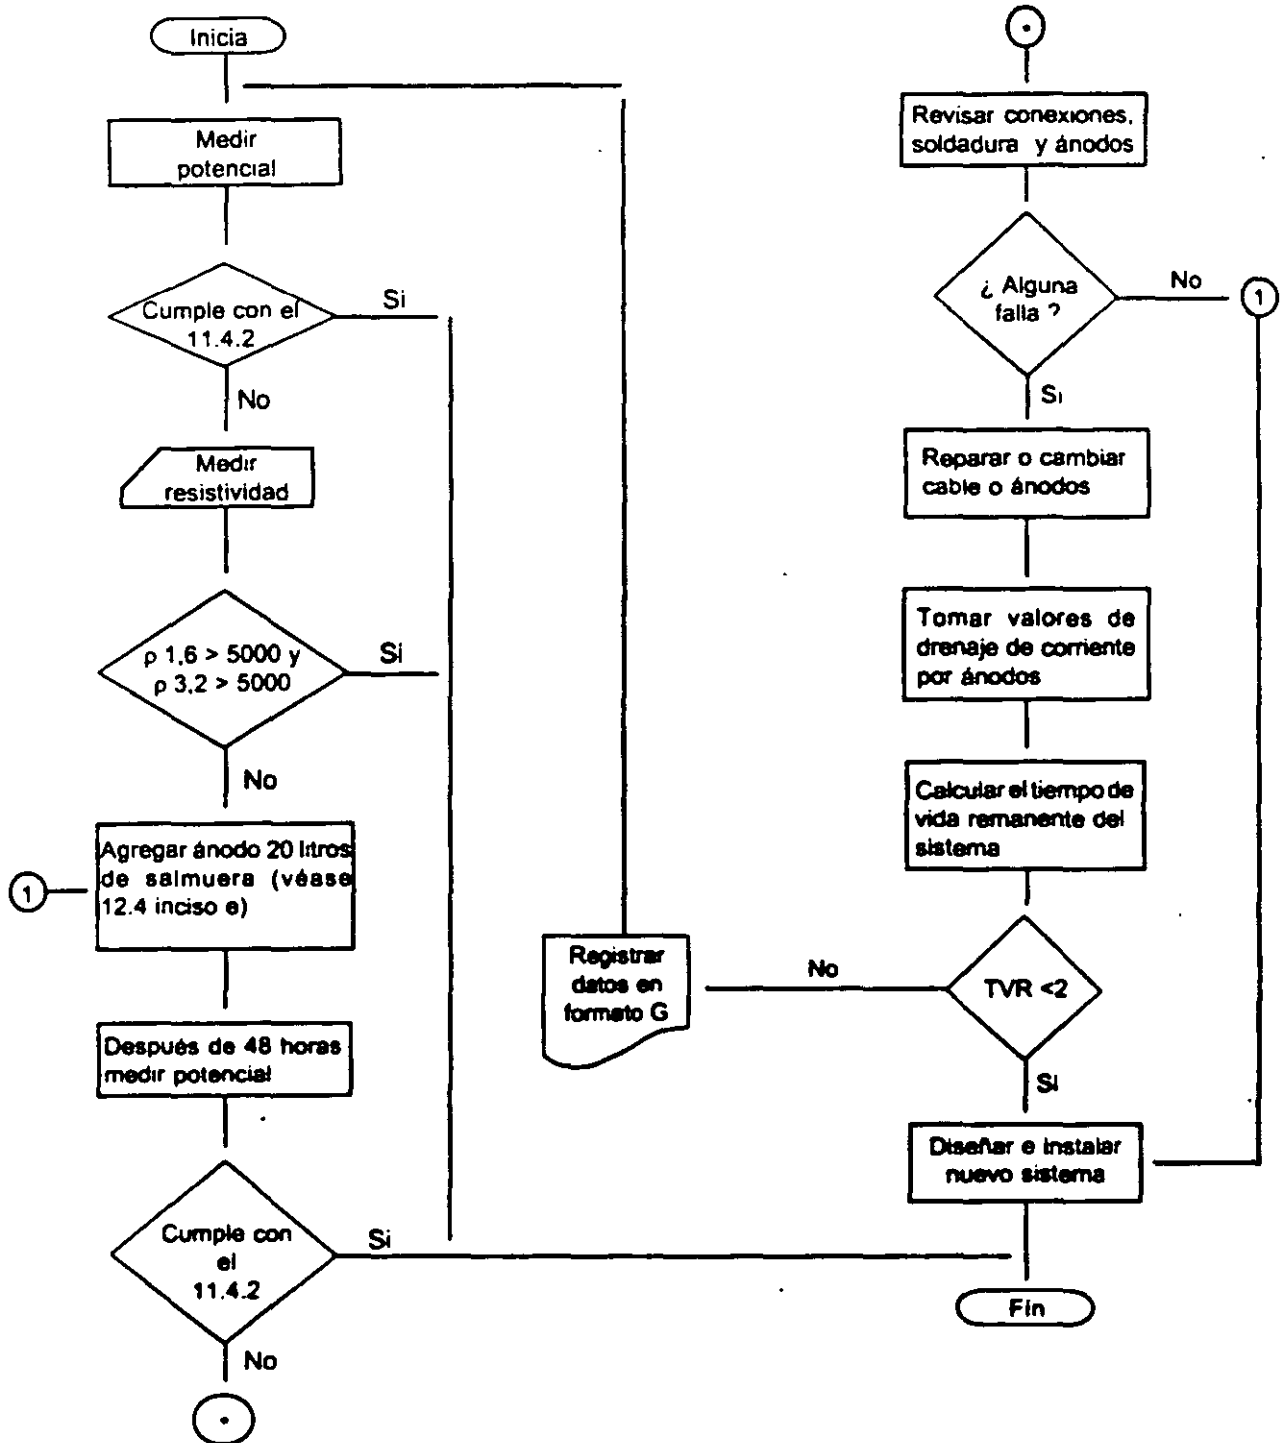 Inicia
Medir
potencial
Cumple con el
11.4.2
Si
No
Medir
resistividad
ρ 1,6 > 5000 y
ρ 3,2 > 5000
Si
No
Agregar ánodo 20 litros
de salmuera (véase
12.4 inciso e)
1
Después de 48 horas
medir potencial
Cumple con
el
11.4.2
Si
No
Revisar conexiones,
soldadura y ánodos
¿ Alguna
falla ?
No
1
Si
Reparar o cambiar
cable o ánodos
Tomar valores de
drenaje de corriente
por ánodos
Calcular el tiempo de
vida remanente del
sistema
TVR <2
No
Registrar
datos en
formato G
Si
Diseñar e instalar
nuevo sistema
Fin